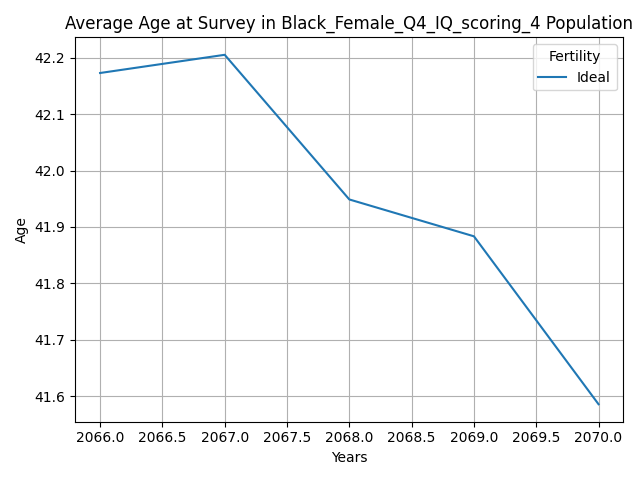 Average Age at Survey in Black_Female_Q4_IQ_scoring_4 Population
Fertility
Ideal
Age
42.2
42.1
42.0
41.9
41.8
41.7
41.6
2066.0 2066.5 2067.0 2067.5 2068.0 2068.5 2069.0 2069.5 2070.0
Years